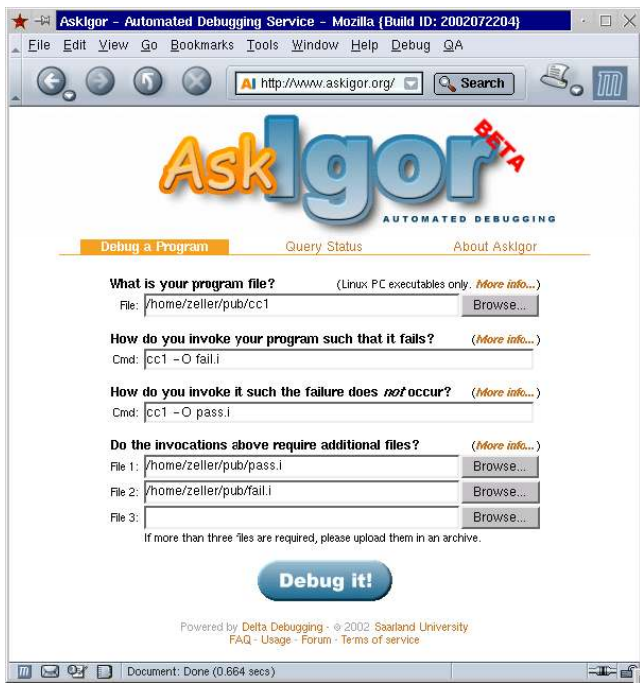 AskIgor - Automated Debugging Service - Mozilla {Build ID: 2002072204}
File Edit View Go Bookmarks Tools Window Help Debug QA
AI http://www.askigor.org/ Search
AskIgor BETA
AUTOMATED DEBUGGING
Debug a Program Query Status About AskIgor
What is your program file? (Linux PC executables only. More info...)
File: /home/zeller/pub/cc1 Browse...
How do you invoke your program such that it fails? (More info...)
Cmd: cc1 -O fail.i
How do you invoke it such the failure does not occur? (More info...)
Cmd: cc1 -O pass.i
Do the invocations above require additional files? (More info...)
File 1: /home/zeller/pub/pass.i Browse...
File 2: /home/zeller/pub/fail.i Browse...
File 3: Browse...
If more than three files are required, please upload them in an archive.
Debug it!
Powered by Delta Debugging · © 2002 Saarland University
FAQ · Usage · Forum · Terms of service
Document: Done (0.664 secs)